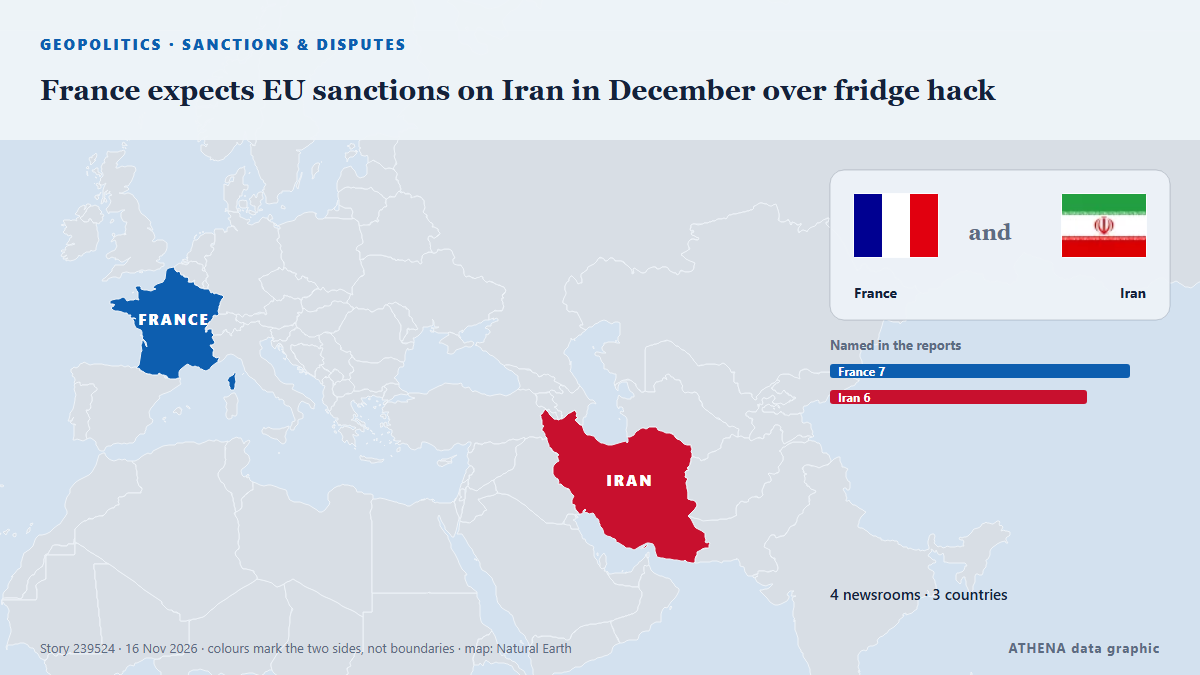 GEOPOLITICS · SANCTIONS & DISPUTES
France expects EU sanctions on Iran in December over fridge hack
and
France
Iran
FRANCE
Named in the reports
France 7
Iran 6
IRAN
4 newsrooms · 3 countries
Story 239524 · 16 Nov 2026 · colours mark the two sides, not boundaries · map: Natural Earth
ATHENA data graphic